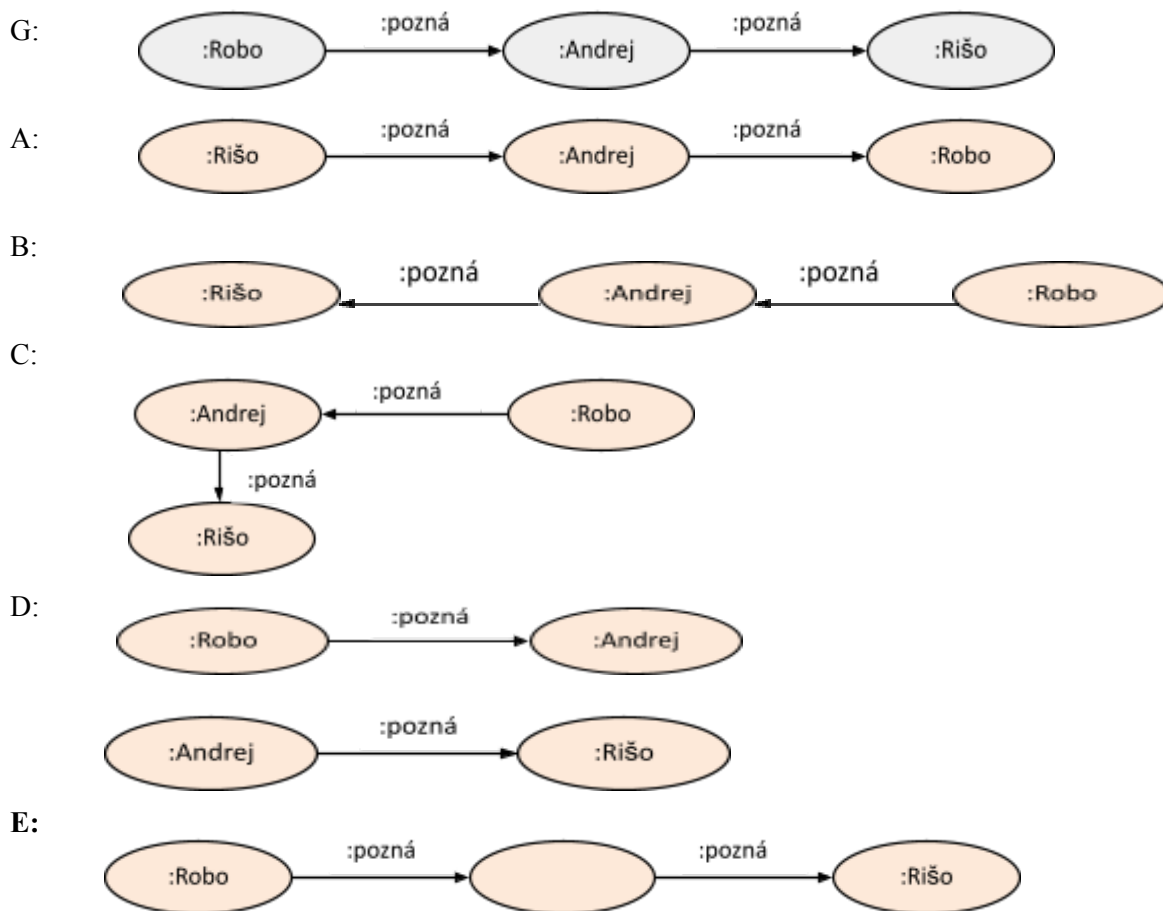 G:
:pozná :pozná
:Robo :Andrej :Rišo
A:
:pozná :pozná
:Rišo :Andrej :Robo
B:
:pozná :pozná
:Rišo :Andrej :Robo
C:
:pozná
:Andrej :Robo
:pozná
:Rišo
D:
:pozná
:Robo :Andrej
:pozná
:Andrej :Rišo
E:
:pozná :pozná
:Robo :Rišo